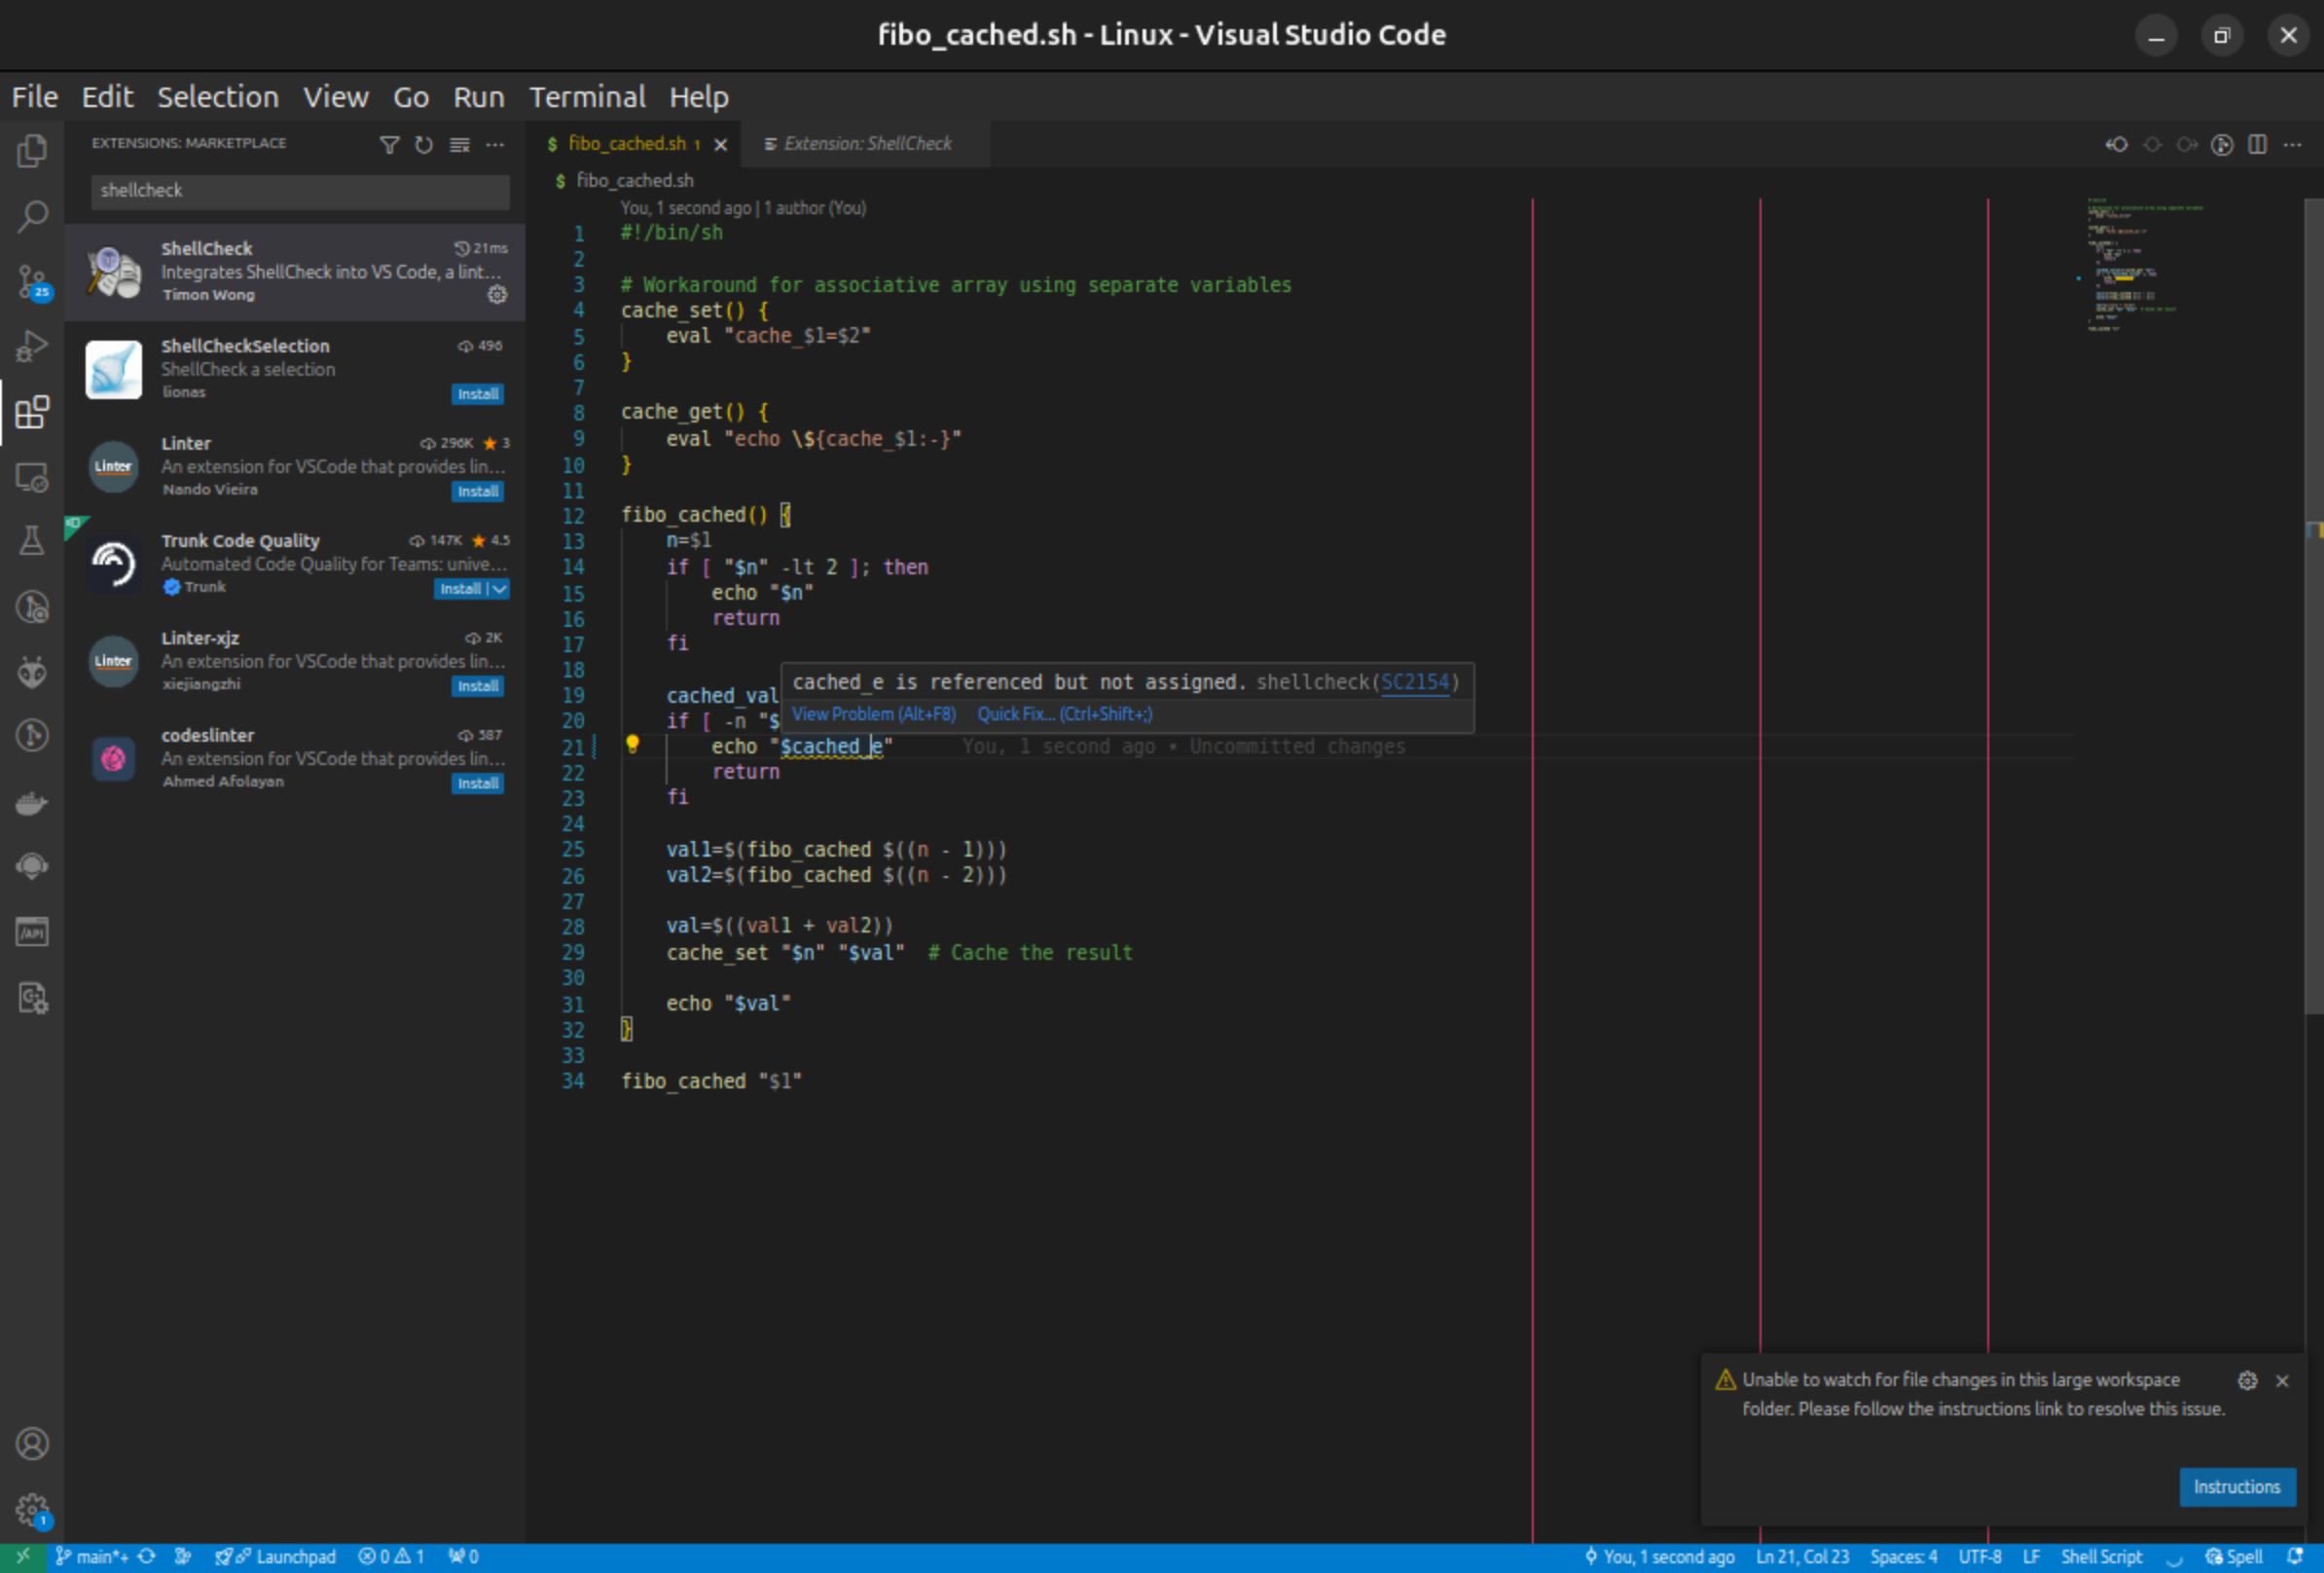 fibo_cached.sh - Linux - Visual Studio Code
File Edit Selection View Go Run Terminal Help
EXTENSIONS: MARKETPLACE
shellcheck
ShellCheck 21ms
Integrates ShellCheck into VS Code, a lint...
Timon Wong
ShellCheckSelection 496
ShellCheck a selection
lionas Install
Linter 296K 3
An extension for VSCode that provides lin...
Nando Vieira Install
Trunk Code Quality 147K 4.5
Automated Code Quality for Teams: unive...
Trunk Install
Linter-xjz 2K
An extension for VSCode that provides lin...
xiejiangzhi Install
codeslinter 387
An extension for VSCode that provides lin...
Ahmed Afolayan Install
Linter
Linter
25
/API
1
$ fibo_cached.sh 1
Extension: ShellCheck
$ fibo_cached.sh
You, 1 second ago | 1 author (You)
1 #!/bin/sh
2
3 # Workaround for associative array using separate variables
4 cache_set() {
5 eval "cache_$1=$2"
6 }
7
8 cache_get() {
9 eval "echo \${cache_$1:-}"
10 }
11
12 fibo_cached() {
13 n=$1
14 if [ "$n" -lt 2 ]; then
15 echo "$n"
16 return
17 fi
18
cached_e is referenced but not assigned. shellcheck(SC2154)
View Problem (Alt+F8) Quick Fix... (Ctrl+Shift+;)
19 cached_val
20 if [ -n "$
21 echo "$cached_e" You, 1 second ago • Uncommitted changes
22 return
23 fi
24
25 val1=$(fibo_cached $((n - 1)))
26 val2=$(fibo_cached $((n - 2)))
27
28 val=$((val1 + val2))
29 cache_set "$n" "$val" # Cache the result
30
31 echo "$val"
32 }
33
34 fibo_cached "$1"
Unable to watch for file changes in this large workspace
folder. Please follow the instructions link to resolve this issue.
Instructions
main*+ Launchpad 0 1 0 You, 1 second ago Ln 21, Col 23 Spaces: 4 UTF-8 LF Shell Script Spell